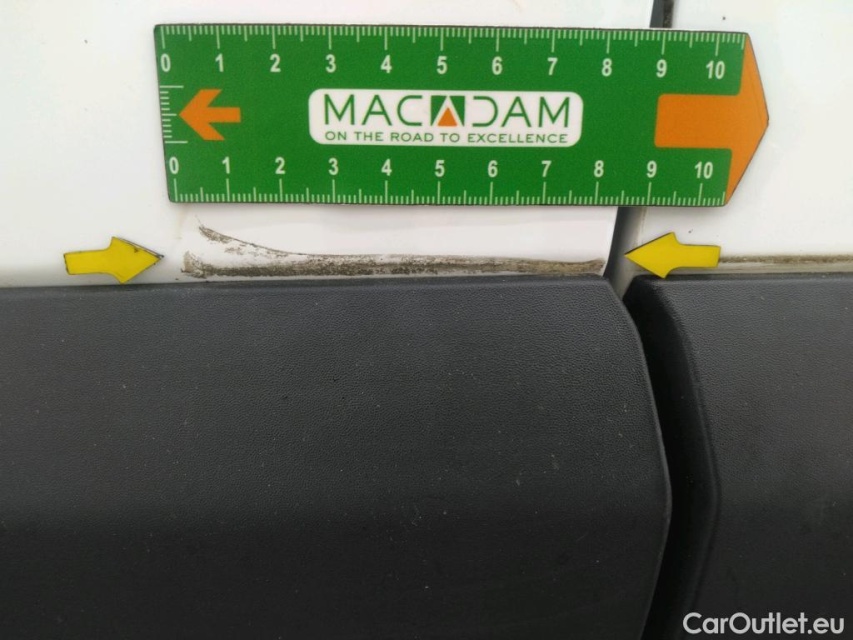 0 1 2 3 4 5 6 7 8 9 10
MACADAM
ON THE ROAD TO EXCELLENCE
0 1 2 3 4 5 6 7 8 9 10
CarOutlet.eu